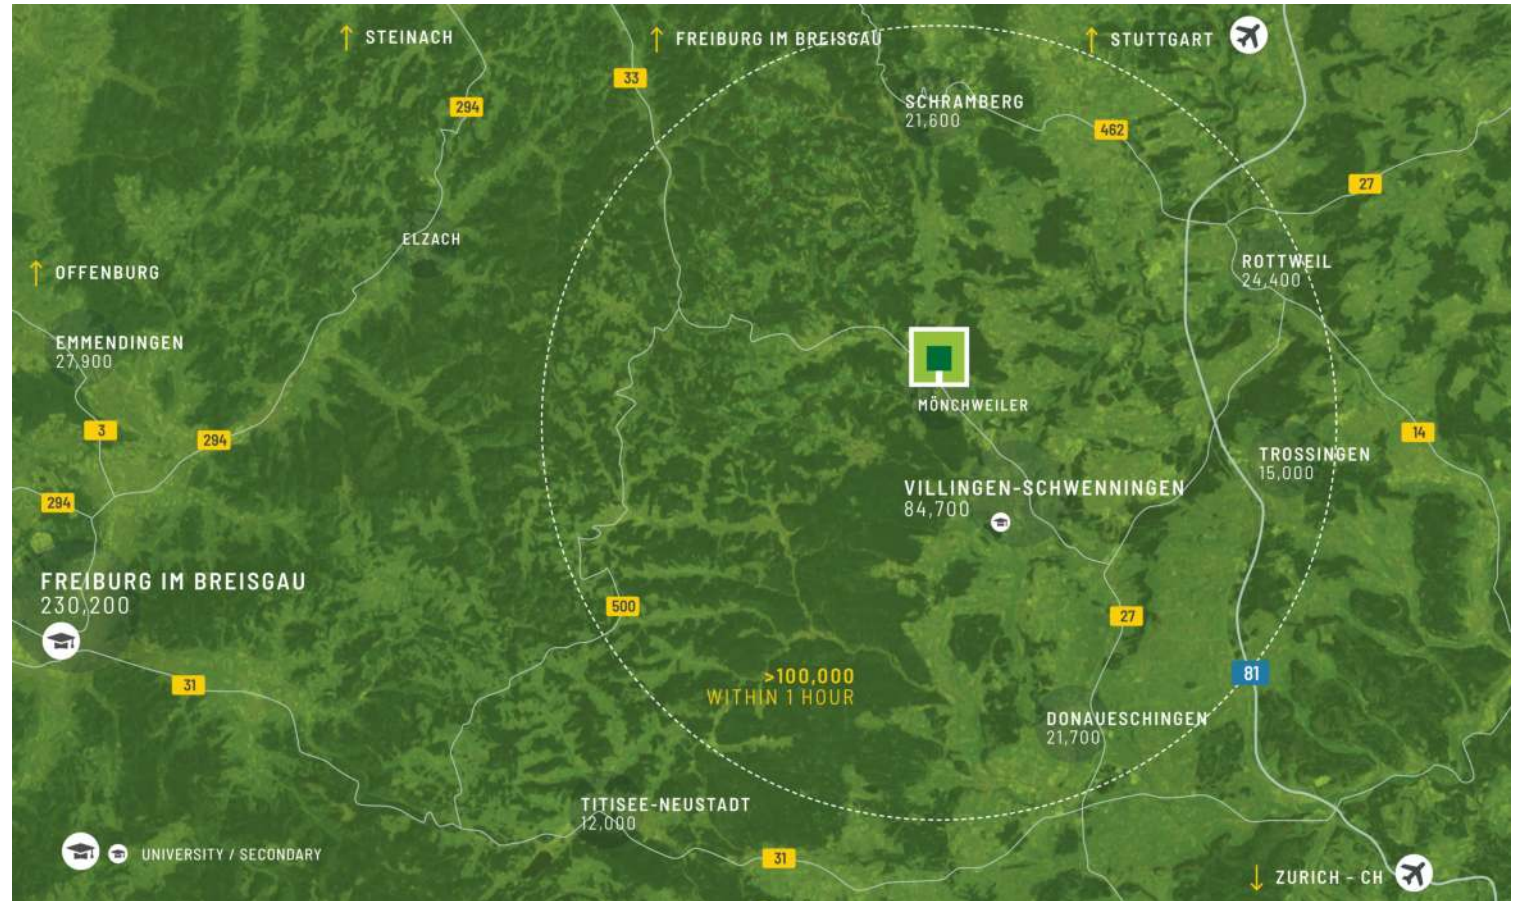 ↑ STEINACH
↑ FREIBURG IM BREISGAU
↑ STUTTGART
33
294
SCHRAMBERG
21,600
462
27
ELZACH
↑ OFFENBURG
ROTTWEIL
24,400
EMMENDINGEN
27,900
MÖNCHWEILER
3
294
14
TROSSINGEN
15,000
294
VILLINGEN-SCHWENNINGEN
84,700
FREIBURG IM BREISGAU
230,200
500
27
31
>100,000
WITHIN 1 HOUR
81
DONAUESCHINGEN
21,700
TITISEE-NEUSTADT
12,000
UNIVERSITY / SECONDARY
31
↓ ZURICH - CH